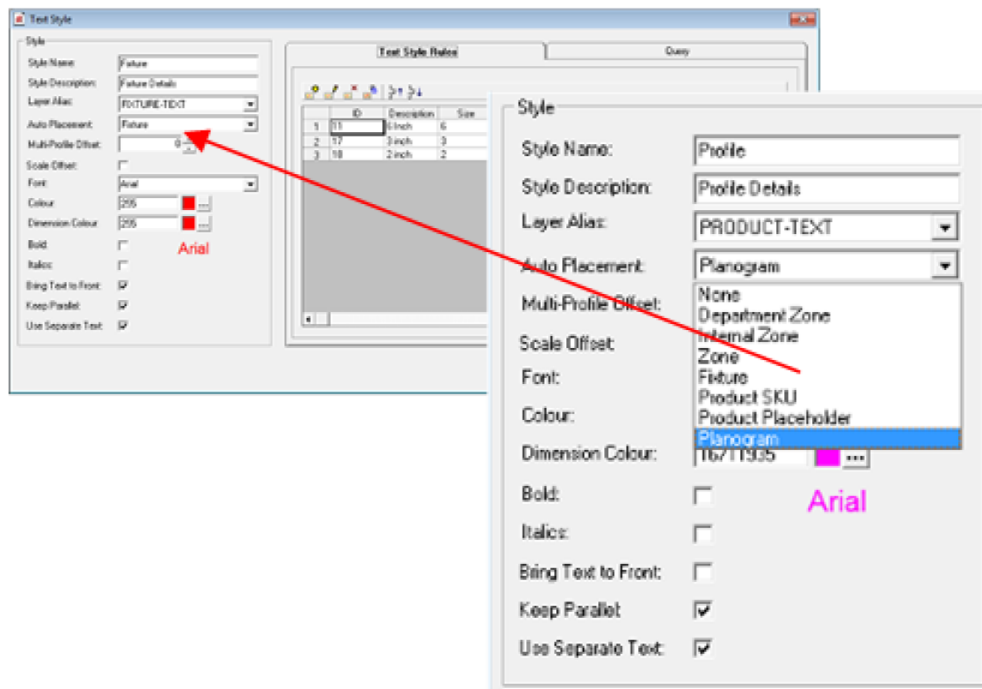 Text Style
Style
Style Name: Fixture
Style Description: Fixture Details
Layer Alias: FIXTURE-TEXT
Auto Placement: Fixture
Multi-Profile Offset: 0
Scale Offset:
Font: Arial
Colour: 255 ...
Dimension Colour: 255 ...
Arial
Bold:
Italics:
Bring Text to Front:
Keep Parallel:
Use Separate Text:
Text Style Rules Query
ID Description Size
1 11 6 Inch 6
2 17 3 inch 3
3 18 2 inch 2
Style
Style Name: Profile
Style Description: Profile Details
Layer Alias: PRODUCT-TEXT
Auto Placement: Planogram
None
Department Zone
Internal Zone
Zone
Fixture
Product SKU
Product Placeholder
Planogram
Multi-Profile Offset:
Scale Offset:
Font:
Colour:
Dimension Colour: 16711935 ...
Arial
Bold:
Italics:
Bring Text to Front:
Keep Parallel:
Use Separate Text: